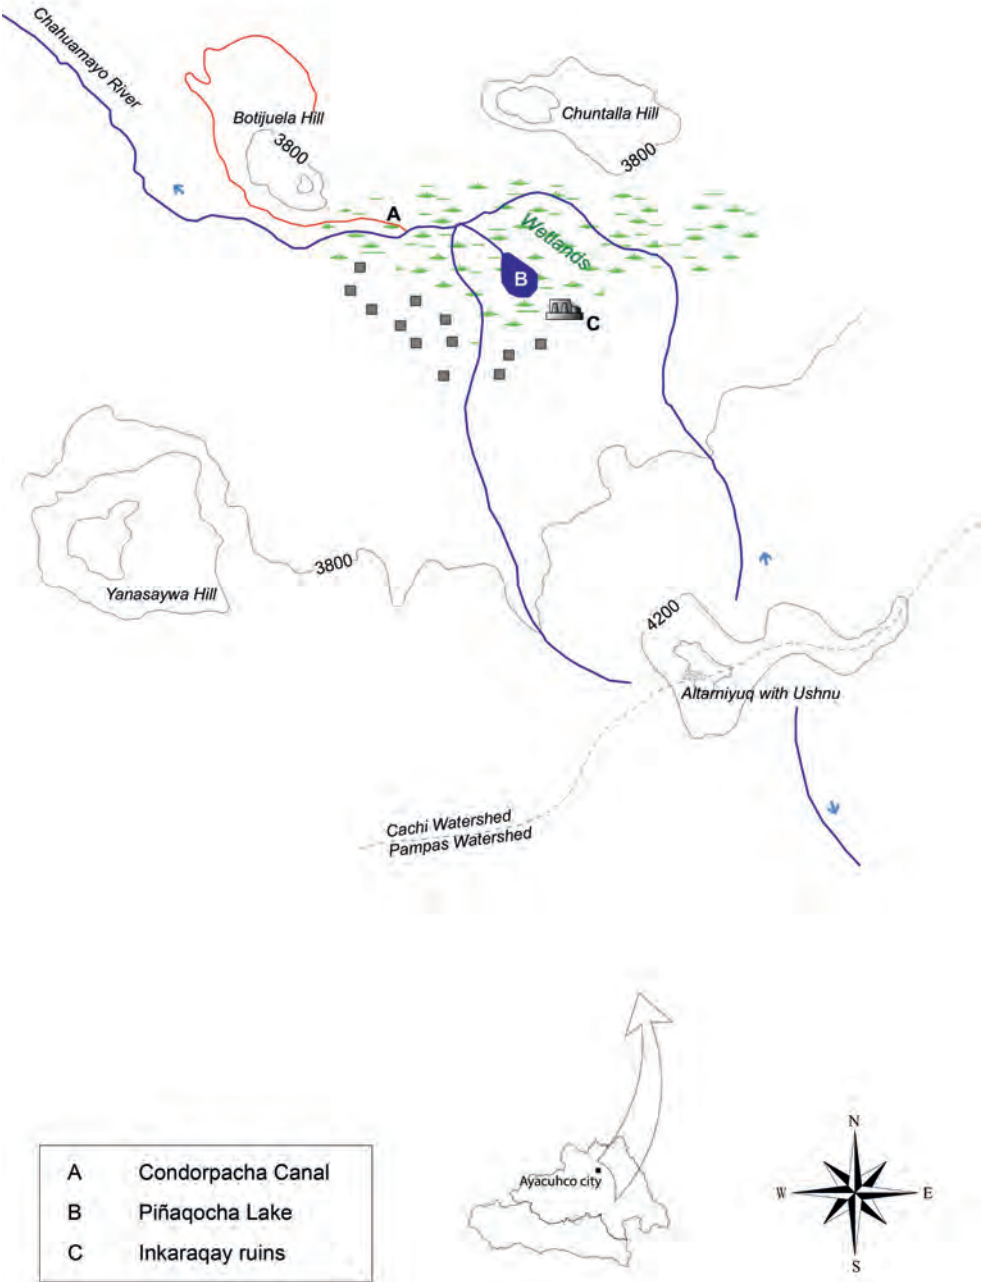 Chahuamayo River
Botijuela Hill
3800
Chuntalla Hill
3800
A
Wetlands
B
C
3800
Yanasaywa Hill
4200
Altarniyuq with Ushnu
Cachi Watershed
Pampas Watershed
A Condorpacha Canal
B Piñaqocha Lake
C Inkaraqay ruins
Ayacuhco city
N
W E
S